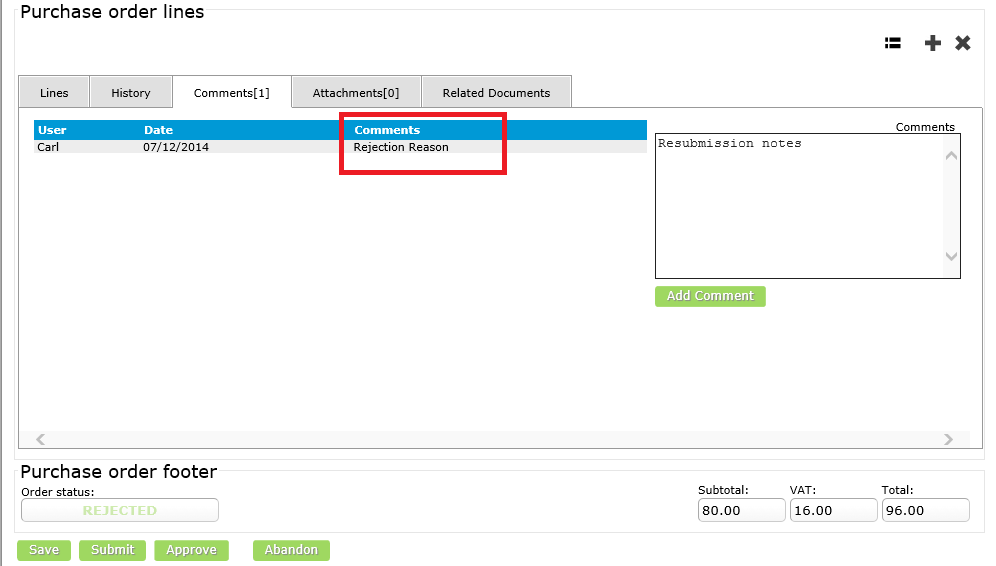 Purchase order lines
Lines History Comments[1] Attachments[0] Related Documents
User Date Comments
Carl 07/12/2014 Rejection Reason
Comments
Resubmission notes
Add Comment
Purchase order footer
Order status: Subtotal: VAT: Total:
REJECTED 80.00 16.00 96.00
Save Submit Approve Abandon